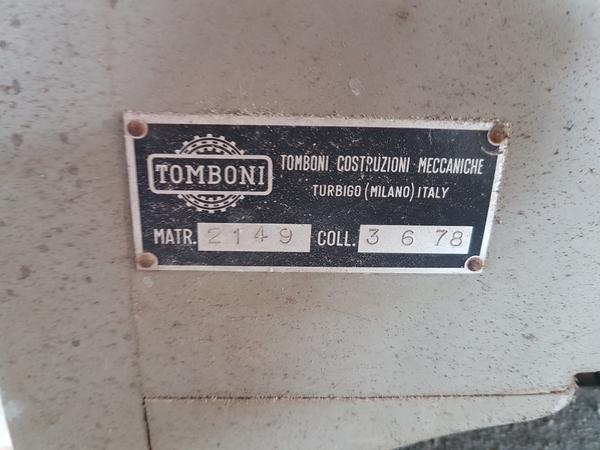 TOMBONI
TOMBONI COSTRUZIONI MECCANICHE
TURBIGO (MILANO) ITALY
MATR. 2149 COLL. 3 6 78